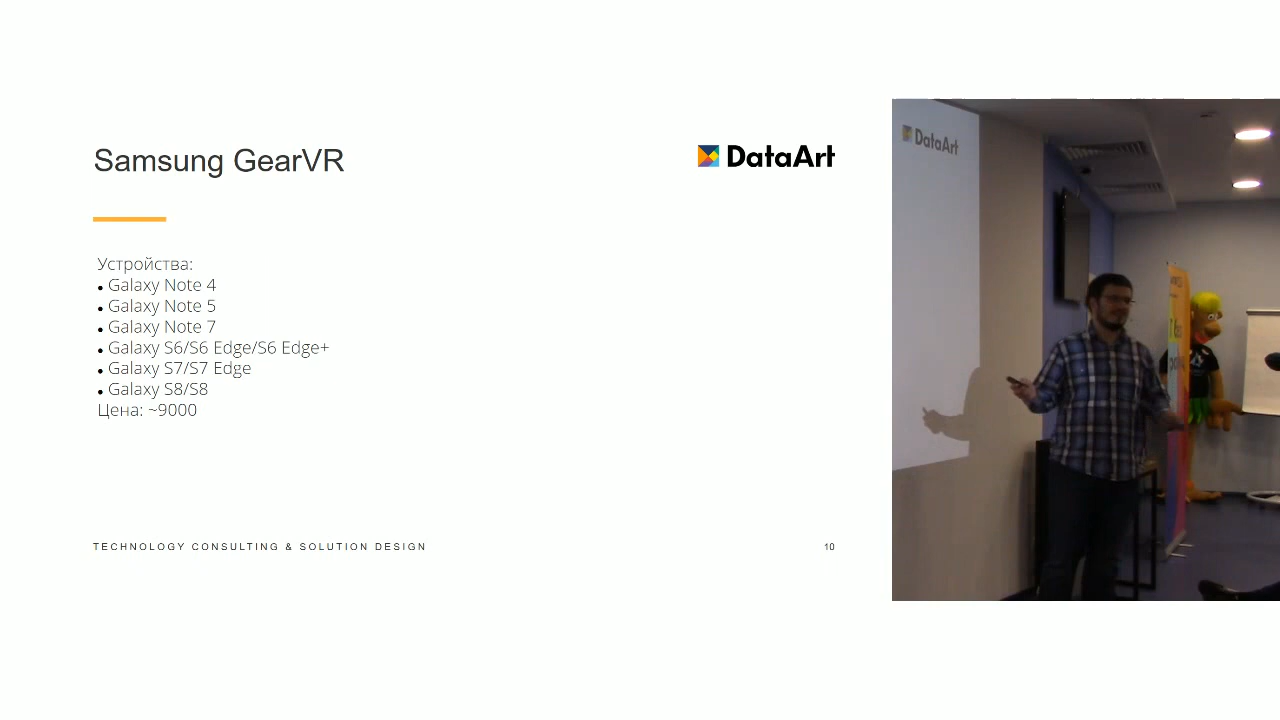 Samsung GearVR
DataArt
Устройства:
• Galaxy Note 4
• Galaxy Note 5
• Galaxy Note 7
• Galaxy S6/S6 Edge/S6 Edge+
• Galaxy S7/S7 Edge
• Galaxy S8/S8
Цена: ~9000
TECHNOLOGY CONSULTING & SOLUTION DESIGN
10
DataArt